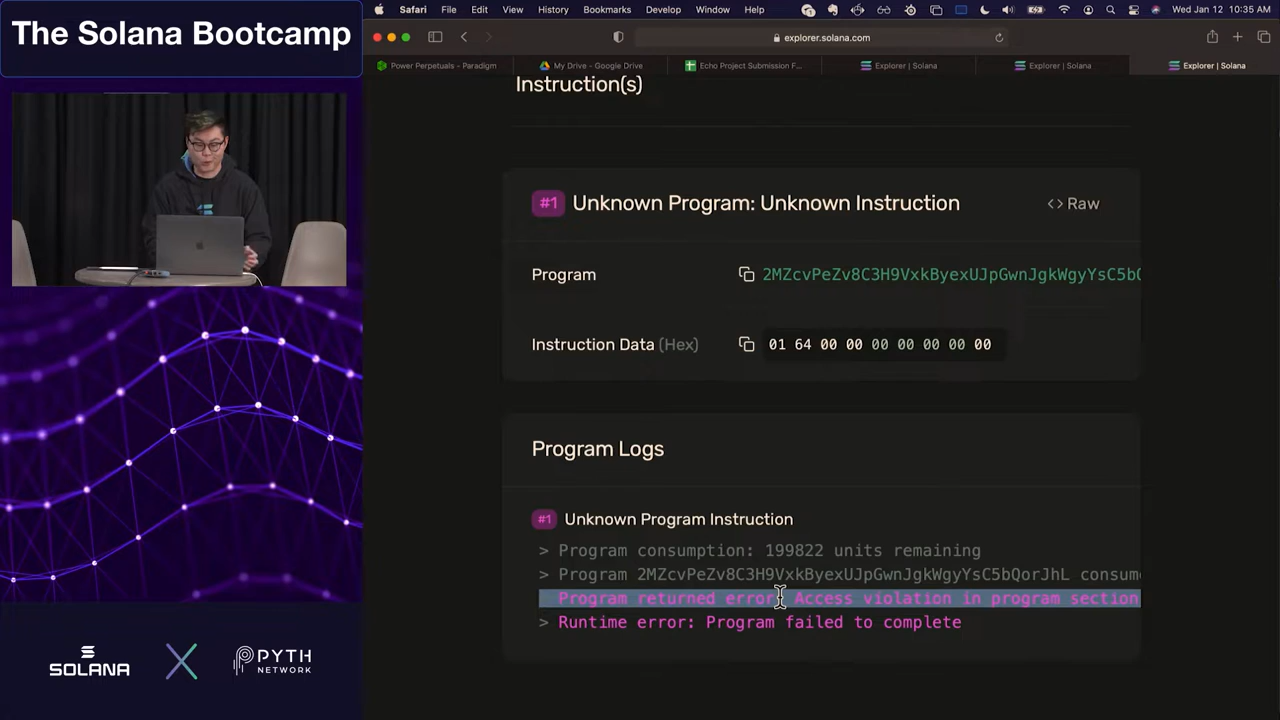 The Solana Bootcamp
Safari File Edit View History Bookmarks Develop Window Help
Wed Jan 12 10:35 AM
explorer.solana.com
Power Perpetuals - Paradigm
My Drive - Google Drive
Echo Project Submission F...
Explorer | Solana
Explorer | Solana
Explorer | Solana
Instruction(s)
#1 Unknown Program: Unknown Instruction
<> Raw
Program
2MZcvPeZv8C3H9VxkByexUJpGwnJgkWgyYsC5bQ
Instruction Data (Hex)
01 64 00 00 00 00 00 00 00
Program Logs
#1 Unknown Program Instruction
> Program consumption: 199822 units remaining
> Program 2MZcvPeZv8C3H9VxkByexUJpGwnJgkWgyYsC5bQorJhL consum
> Program returned error: Access violation in program section
> Runtime error: Program failed to complete
SOLANA
PYTH
NETWORK